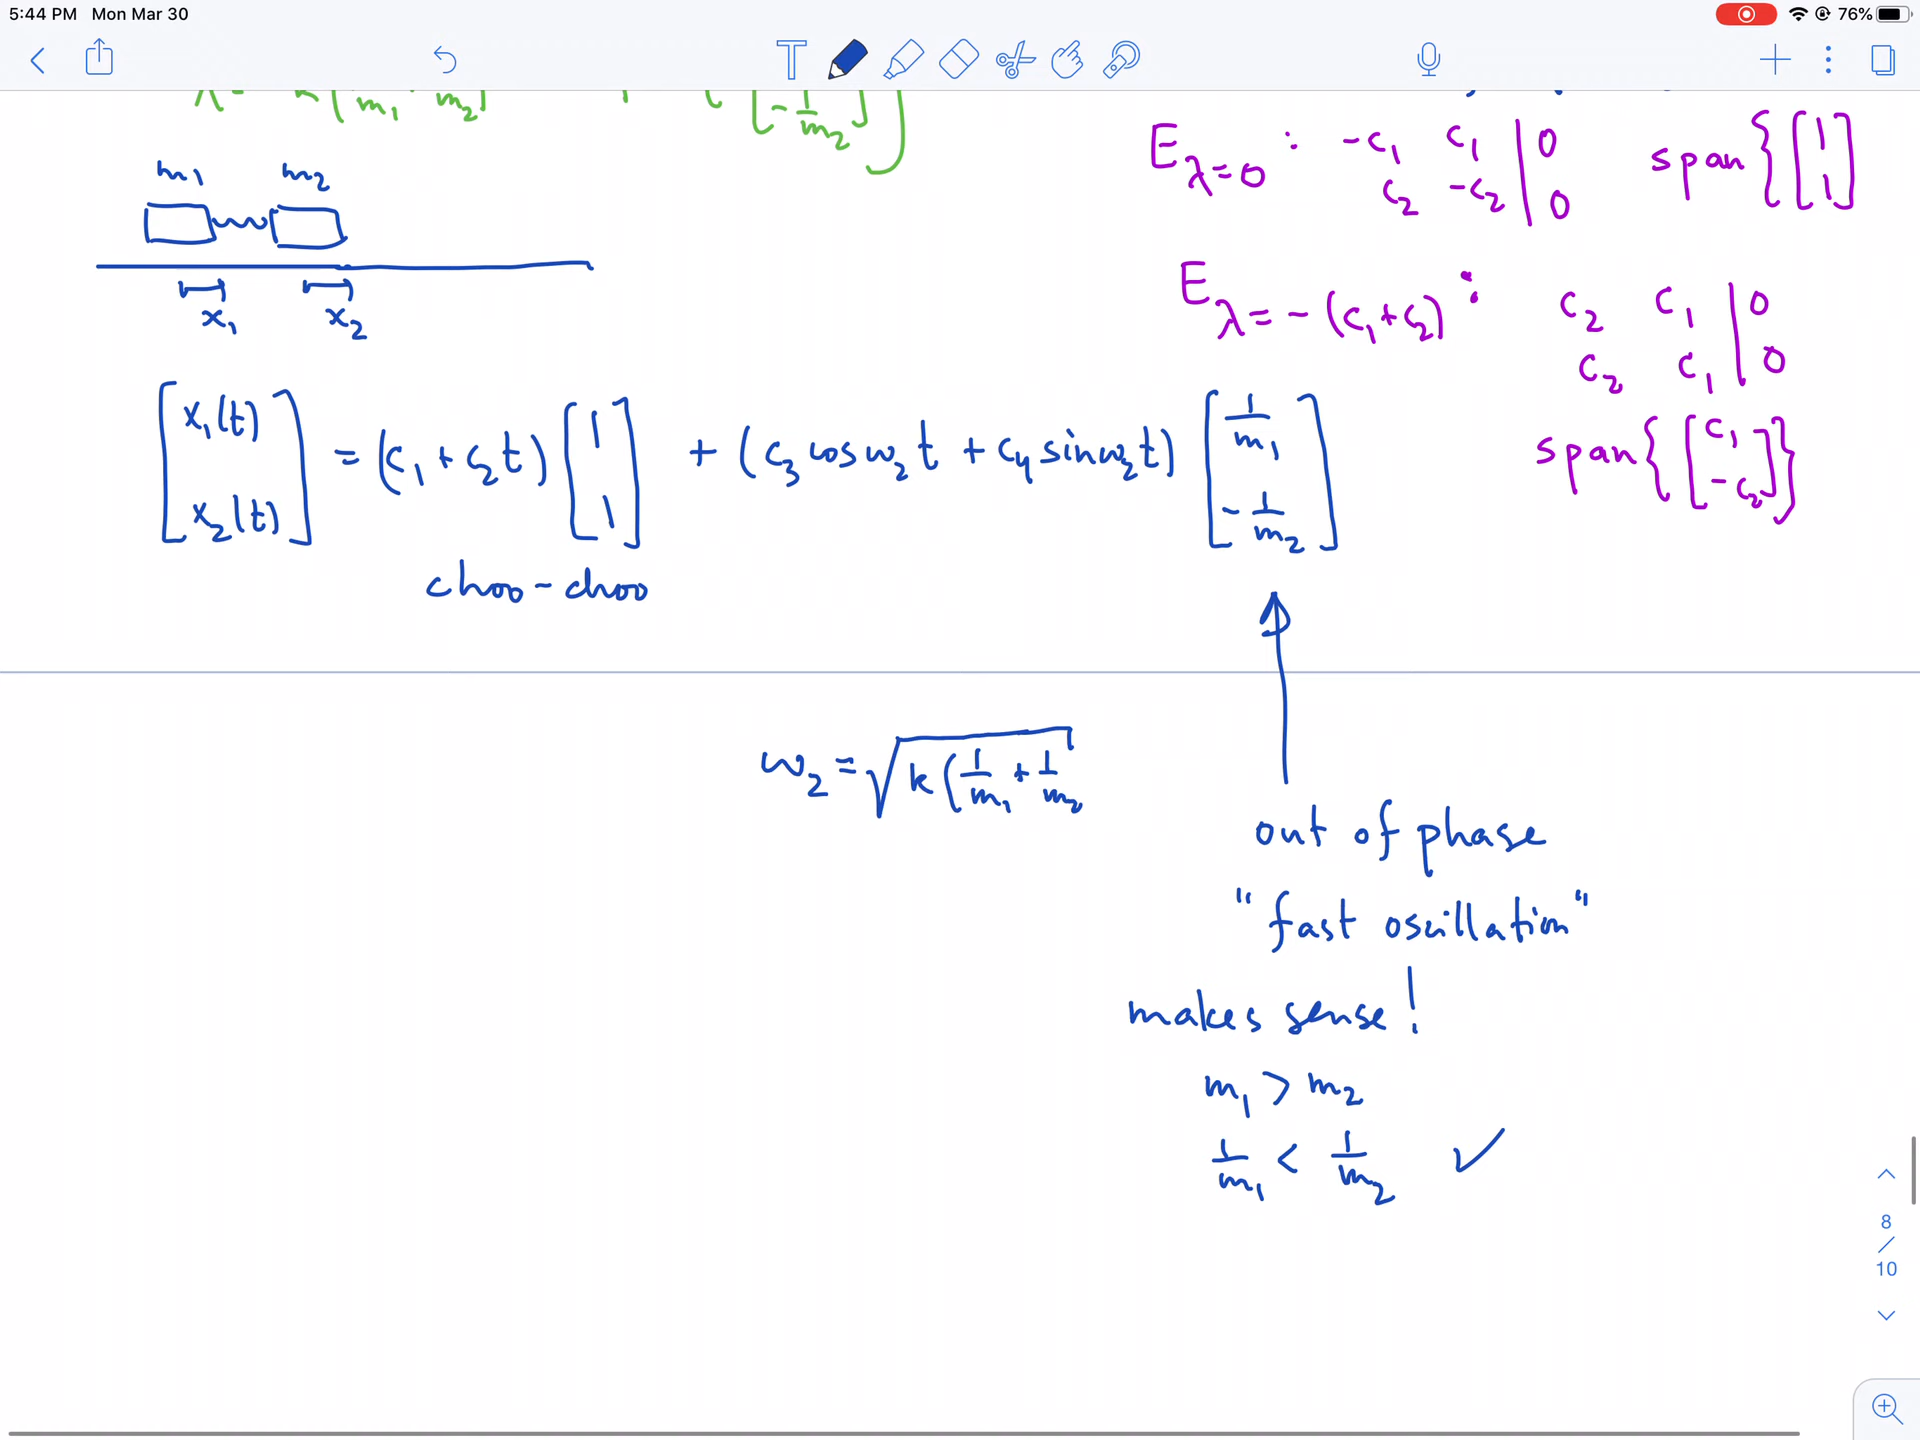 5:44 PM Mon Mar 30
76%
T
-1/m₂
m₁ m₂
x₁ x₂
E_λ=0 : -c₁ c₁ | 0
c₂ -c₂ | 0
span{[1 1]
E_λ=-(c₁+c₂) : c₂ c₁ | 0
c₂ c₁ | 0
span{[c₁ -c₂]}
[x₁(t) x₂(t)] = (c₁ + c₂t) [1 1] + (c₃ cos ω₂t + c₄ sin ω₂t) [1/m₁ -1/m₂]
choo-choo
ω₂ = √k(1/m₁ + 1/m₂
out of phase
"fast oscillation"
makes sense!
m₁ > m₂
1/m₁ < 1/m₂ ✓
8
/
10